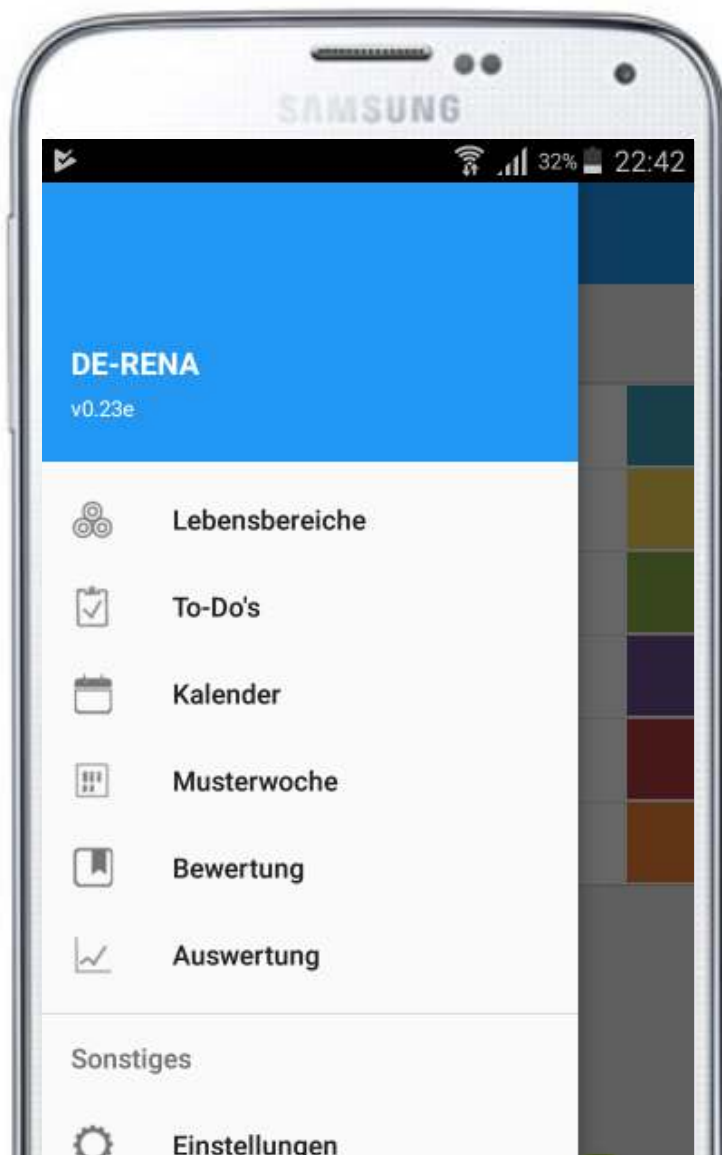 SAMSUNG
32% 22:42
DE-RENA
v0.23e
Lebensbereiche
To-Do's
Kalender
Musterwoche
Bewertung
Auswertung
Sonstiges
Einstellungen